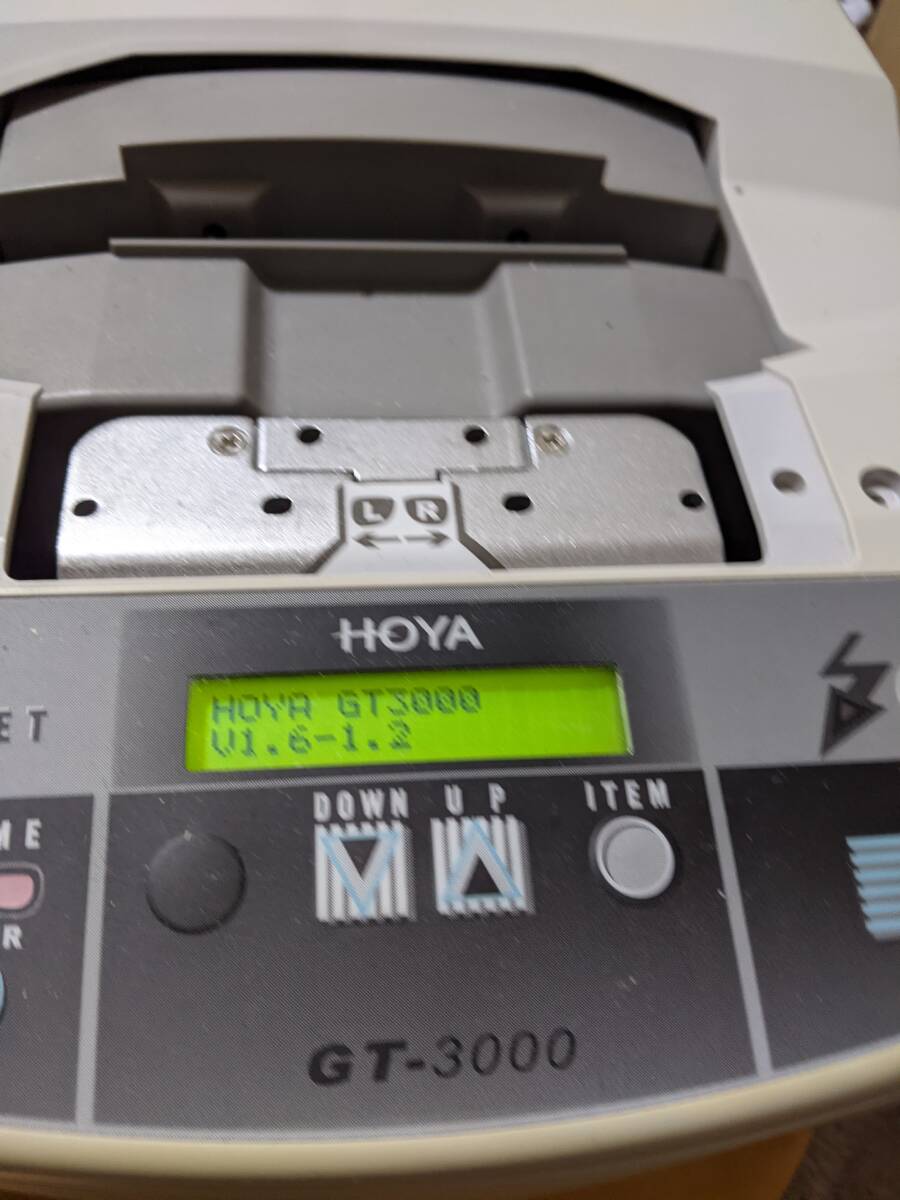 L R
HOYA
HOYA GT3000
V1.6-1.2
ET
DOWN UP ITEM
ME
R
GT-3000